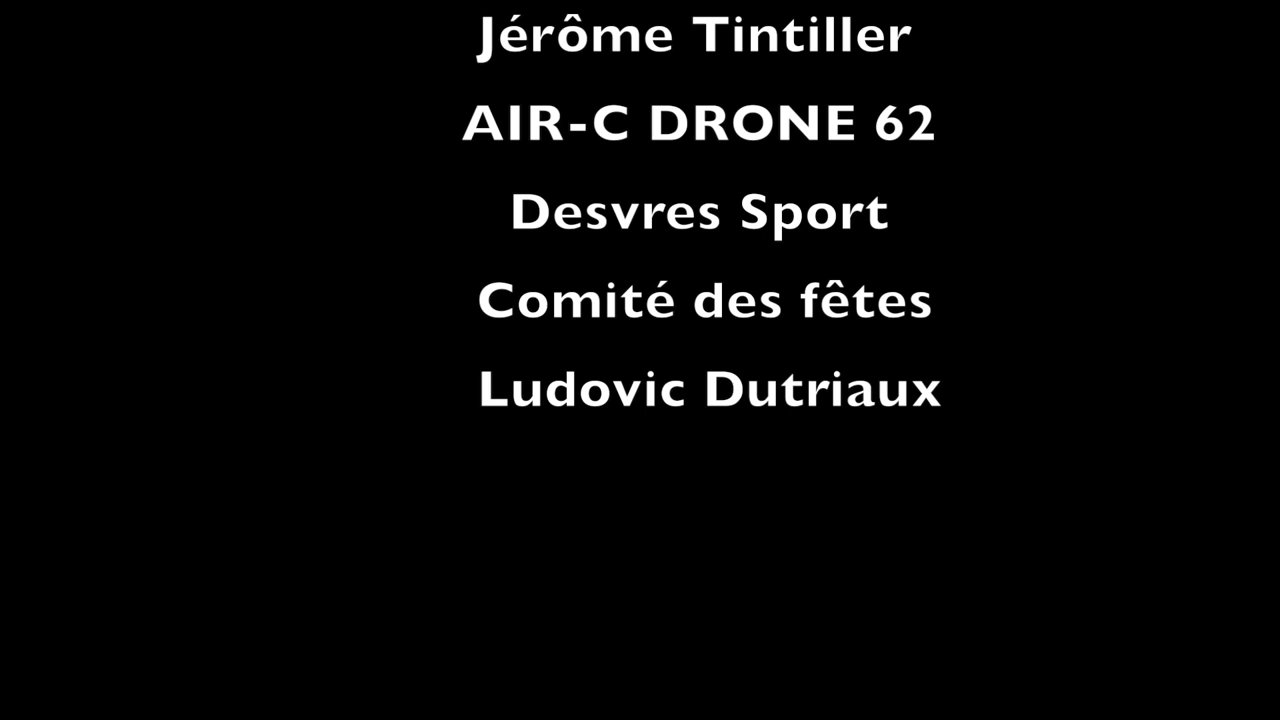 Jérôme Tintiller
AIR-C DRONE 62
Desvres Sport
Comité des fêtes
Ludovic Dutriaux